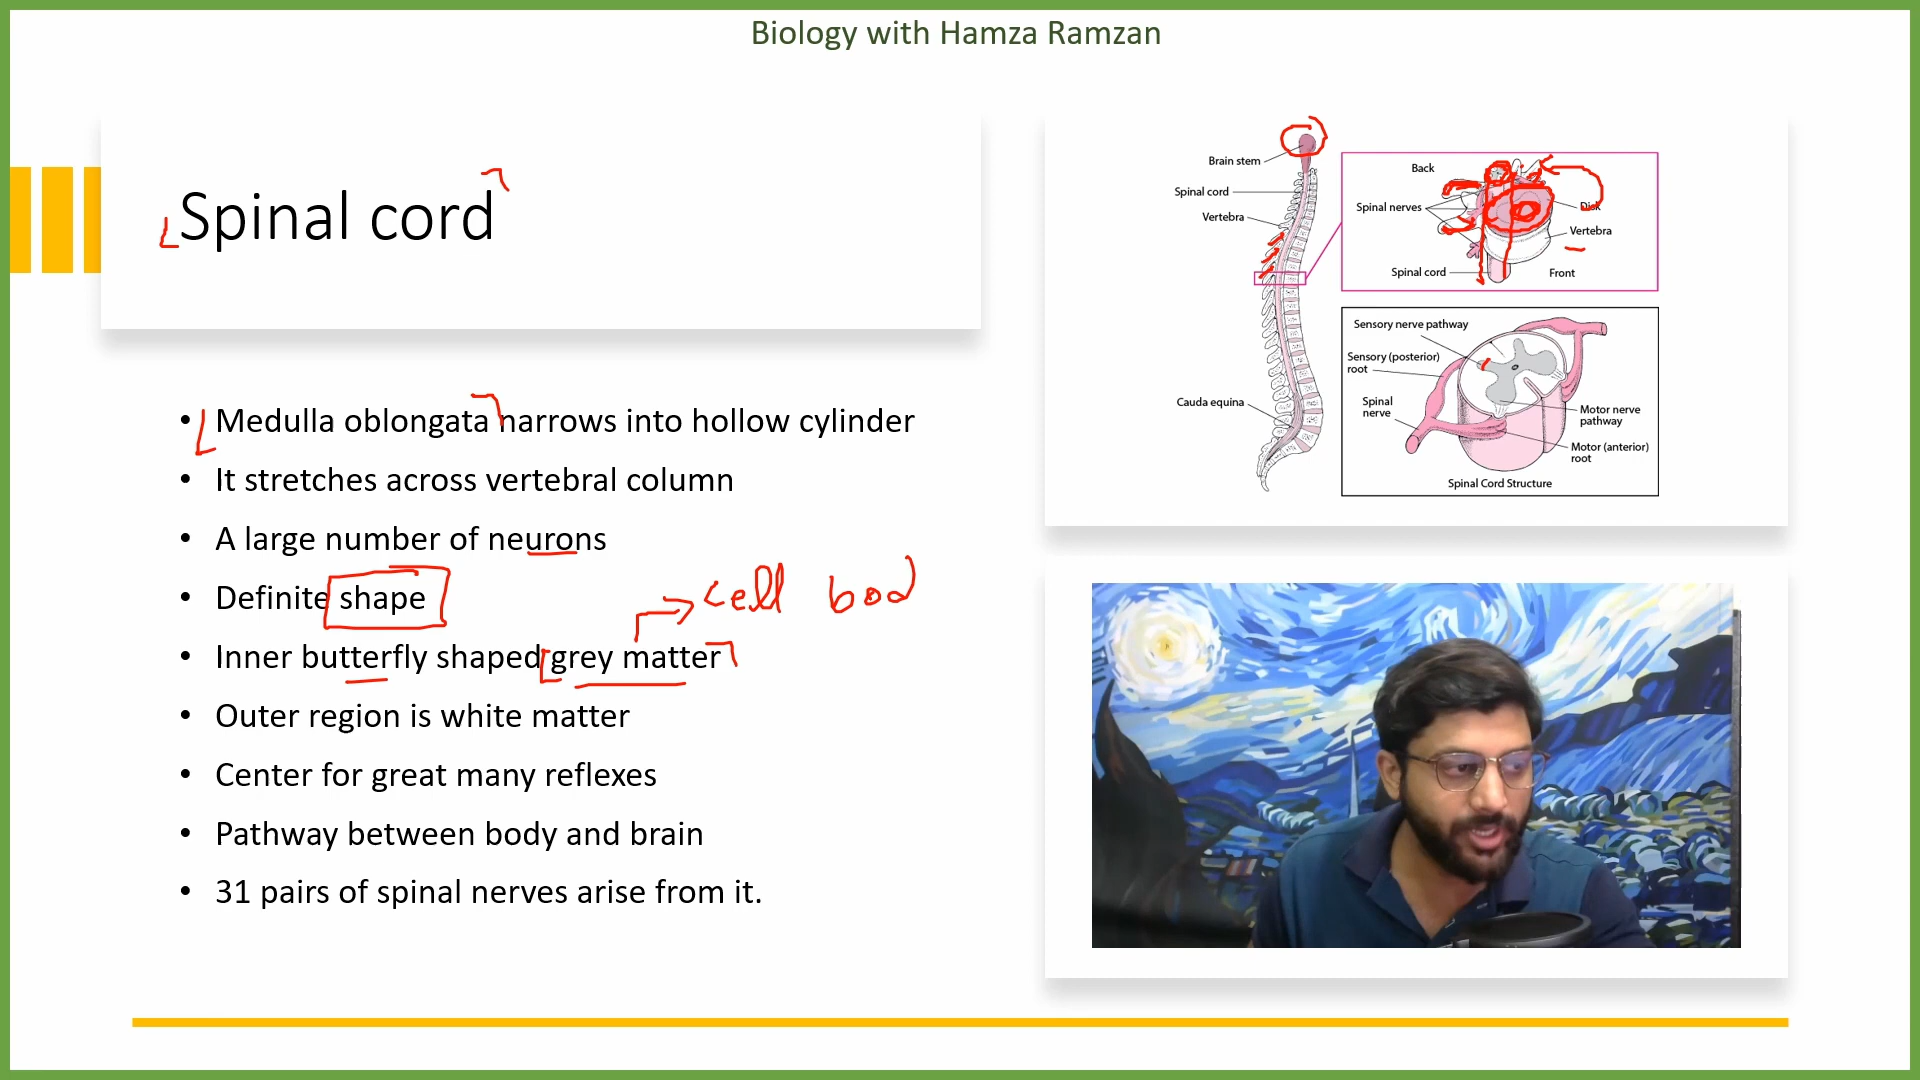 Biology with Hamza Ramzan
Spinal cord
• Medulla oblongata narrows into hollow cylinder
• It stretches across vertebral column
• A large number of neurons
• Definite shape
cell bod
• Inner butterfly shaped grey matter
• Outer region is white matter
• Center for great many reflexes
• Pathway between body and brain
• 31 pairs of spinal nerves arise from it.
Brain stem
Spinal cord
Vertebra
Cauda equina
Back
Spinal nerves
Disk
Vertebra
Spinal cord
Front
Sensory nerve pathway
Sensory (posterior)
root
Spinal
nerve
Motor nerve
pathway
Motor (anterior)
root
Spinal Cord Structure